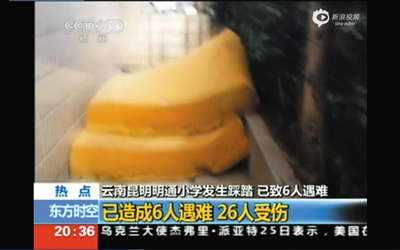 CCTV
新闻
新浪视频
热点
云南昆明明通小学发生踩踏 已致6人遇难
东方时空
已造成6人遇难 26人受伤
20:36
乌克兰大使杰弗里·派亚特25日表示，美国在